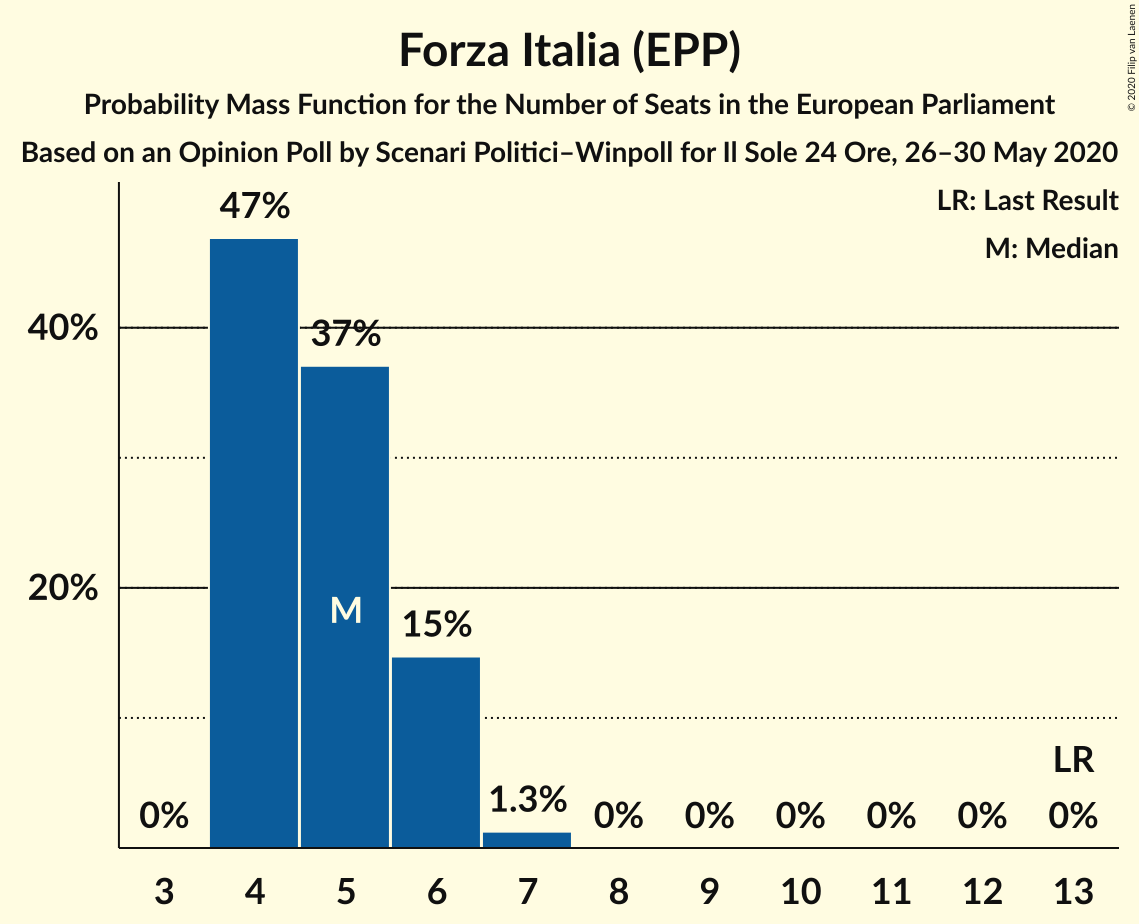 Forza Italia (EPP)
Probability Mass Function for the Number of Seats in the European Parliament
Based on an Opinion Poll by Scenari Politici–Winpoll for Il Sole 24 Ore, 26–30 May 2020
© 2020 Filip van Laenen
LR: Last Result
M: Median
47%
40%
37%
20%
M
15%
LR
0%
1.3%
0%
0%
0%
0%
0%
0%
3 4 5 6 7 8 9 10 11 12 13